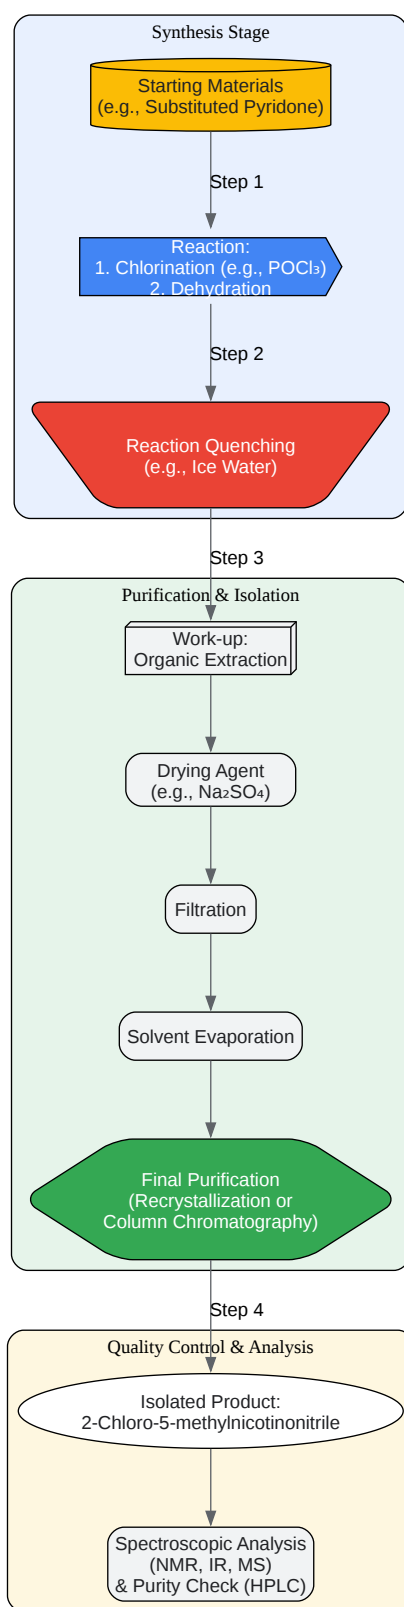 Synthesis Stage
Starting Materials
(e.g., Substituted Pyridone)
Step 1
Reaction:
1. Chlorination (e.g., POCl₃)
2. Dehydration
Step 2
Reaction Quenching
(e.g., Ice Water)
Step 3
Purification & Isolation
Work-up:
Organic Extraction
Drying Agent
(e.g., Na₂SO₄)
Filtration
Solvent Evaporation
Final Purification
(Recrystallization or
Column Chromatography)
Step 4
Quality Control & Analysis
Isolated Product:
2-Chloro-5-methylnicotinonitrile
Spectroscopic Analysis
(NMR, IR, MS)
& Purity Check (HPLC)